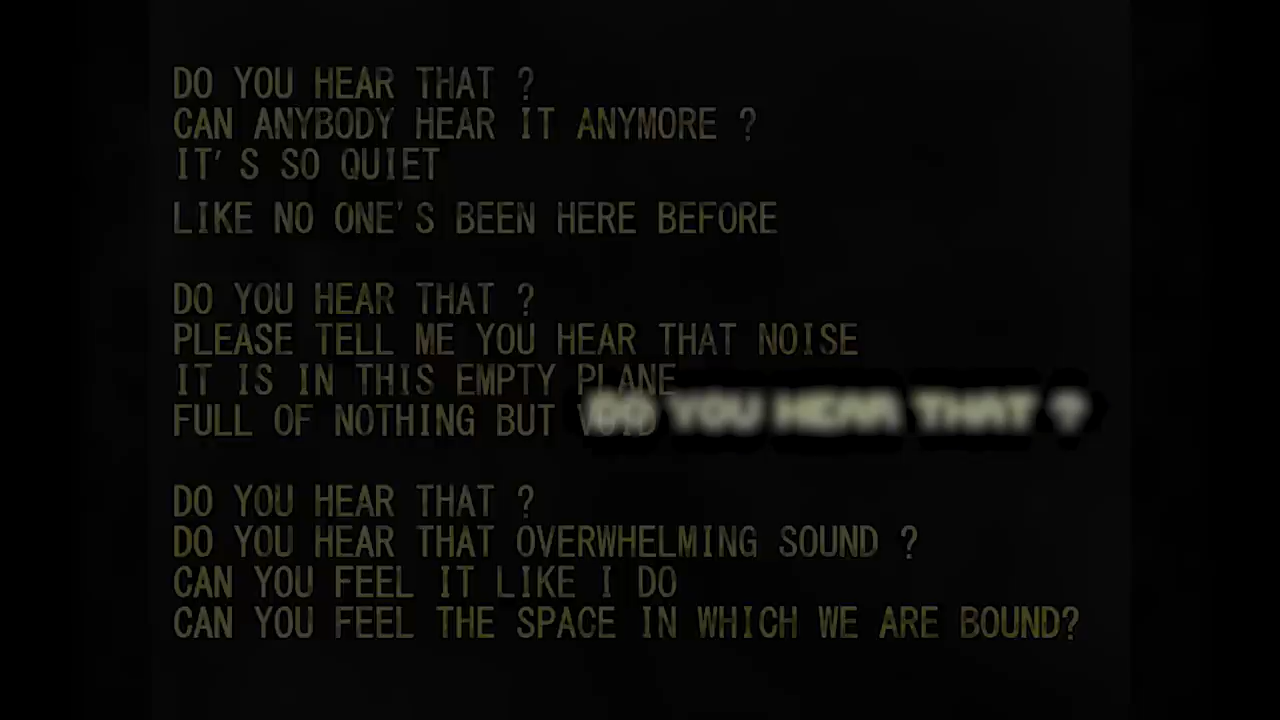 DO YOU HEAR THAT ?
CAN ANYBODY HEAR IT ANYMORE ?
IT'S SO QUIET
LIKE NO ONE'S BEEN HERE BEFORE
DO YOU HEAR THAT ?
PLEASE TELL ME YOU HEAR THAT NOISE
IT IS IN THIS EMPTY PLANE
FULL OF NOTHING BUT VOID
DO YOU HEAR THAT ?
DO YOU HEAR THAT ?
DO YOU HEAR THAT OVERWHELMING SOUND ?
CAN YOU FEEL IT LIKE I DO
CAN YOU FEEL THE SPACE IN WHICH WE ARE BOUND?